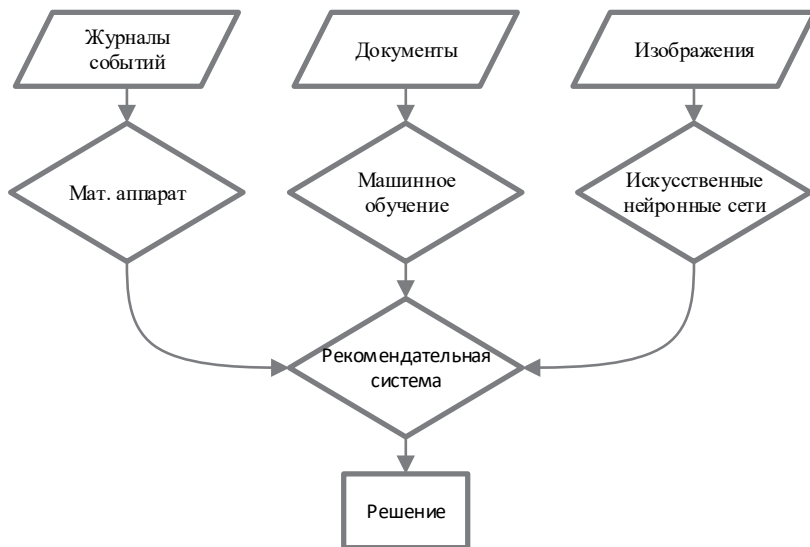 Журналы
событий
Документы
Изображения
Мат. аппарат
Машинное
обучение
Искусственные
нейронные сети
Рекомендательная
система
Решение